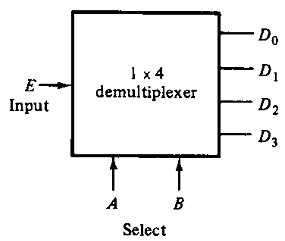 D0
1 × 4
E
D1
demultiplexer
Input
D2
D3
A
B
Select